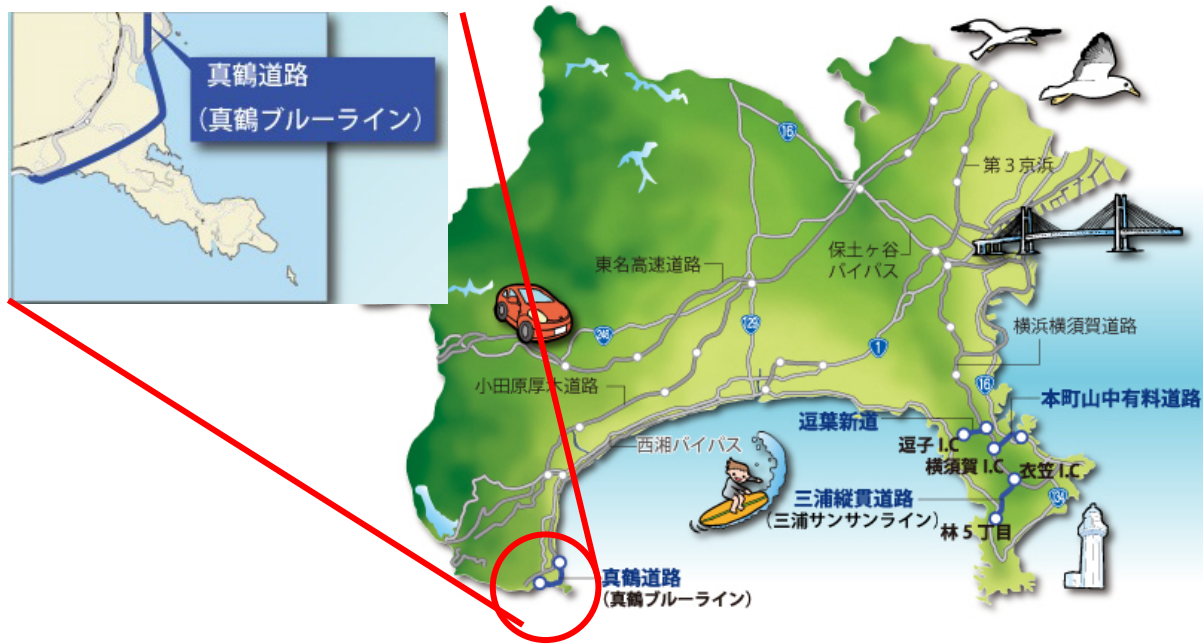 真鶴道路
（真鶴ブルーライン）
16
第３京浜
保土ヶ谷
バイパス
東名高速道路
129
246
1
横浜横須賀道路
小田原厚木道路
16
本町山中有料道路
逗葉新道
西湘バイパス
逗子 I.C
横須賀 I.C
衣笠 I.C
三浦縦貫道路
（三浦サンサンライン）
134
林５丁目
真鶴道路
（真鶴ブルーライン）